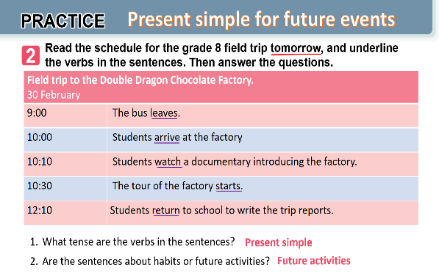 PRACTICE Present simple for future events
2 Read the schedule for the grade 8 field trip tomorrow, and underline
the verbs in the sentences. Then answer the questions.
Field trip to the Double Dragon Chocolate Factory.
30 February
9:00 The bus leaves.
10:00 Students arrive at the factory
10:10 Students watch a documentary introducing the factory.
10:30 The tour of the factory starts.
12:10 Students return to school to write the trip reports.
1. What tense are the verbs in the sentences? Present simple
2. Are the sentences about habits or future activities? Future activities